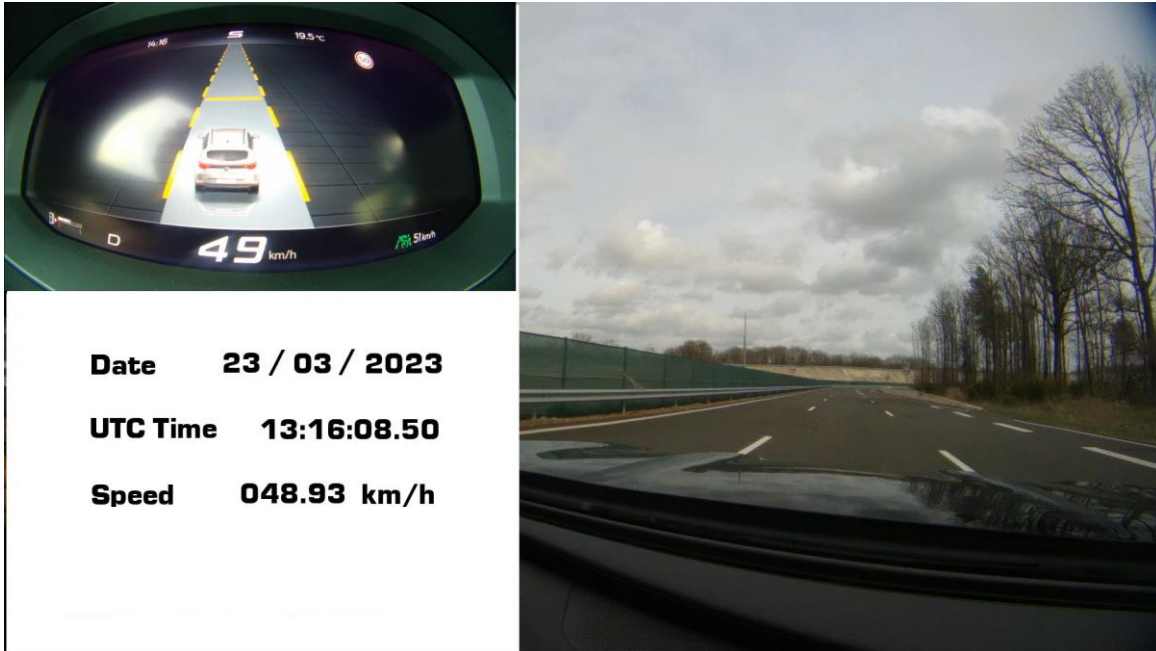 14:16 S 19.5°C
D 49 km/h 51 km/h
Date 23 / 03 / 2023
UTC Time 13:16:08.50
Speed 048.93 km/h